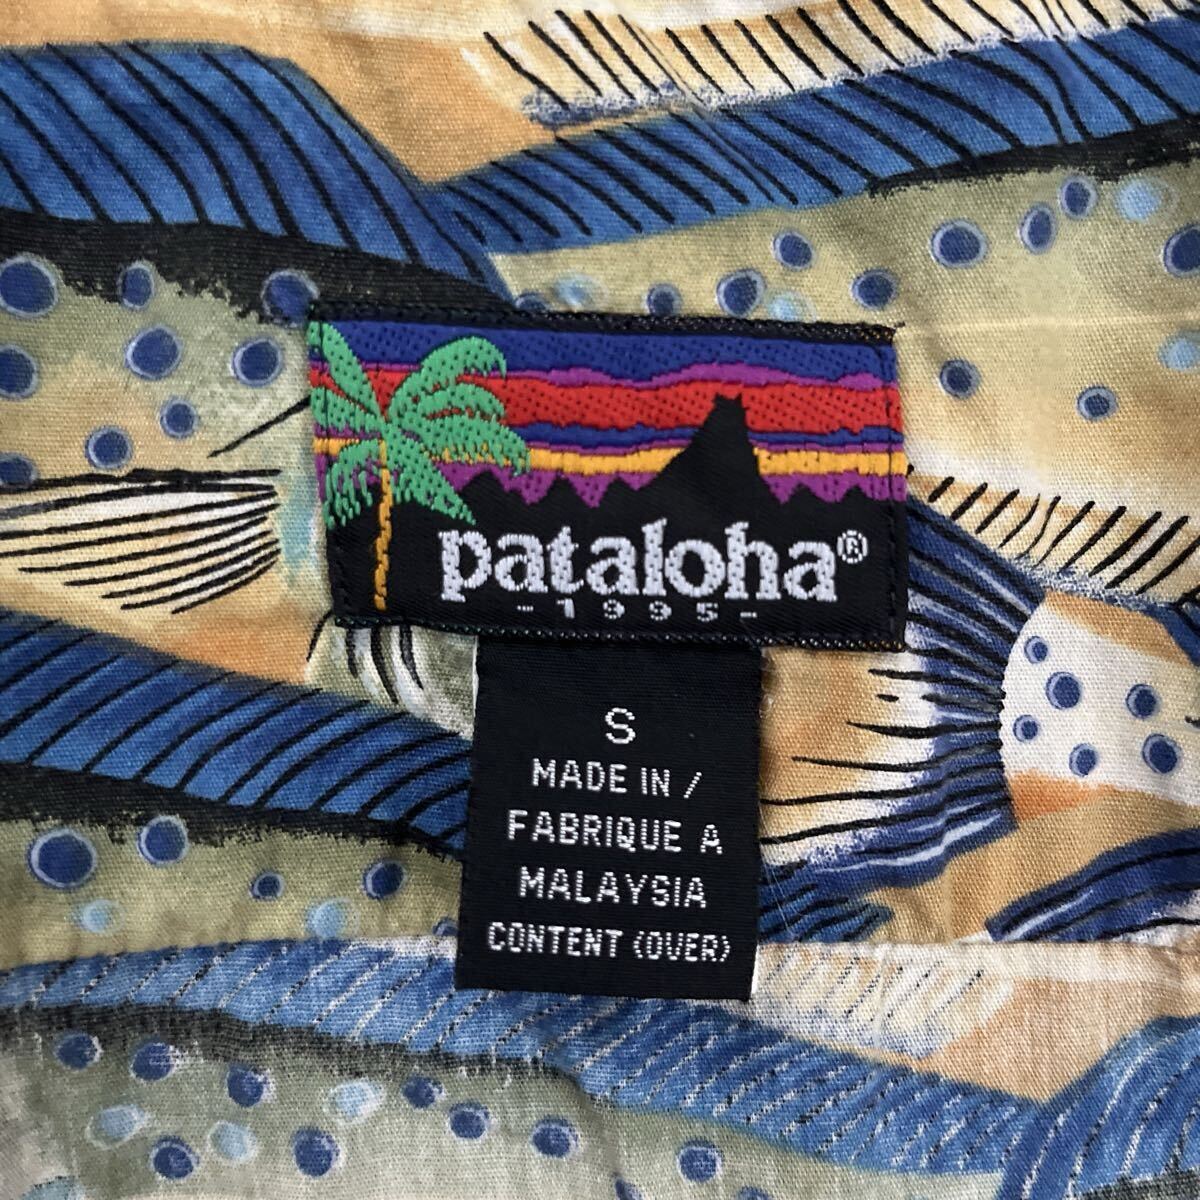 pataloha®
-1995-
S
MADE IN /
FABRIQUE A
MALAYSIA
CONTENT (OVER)